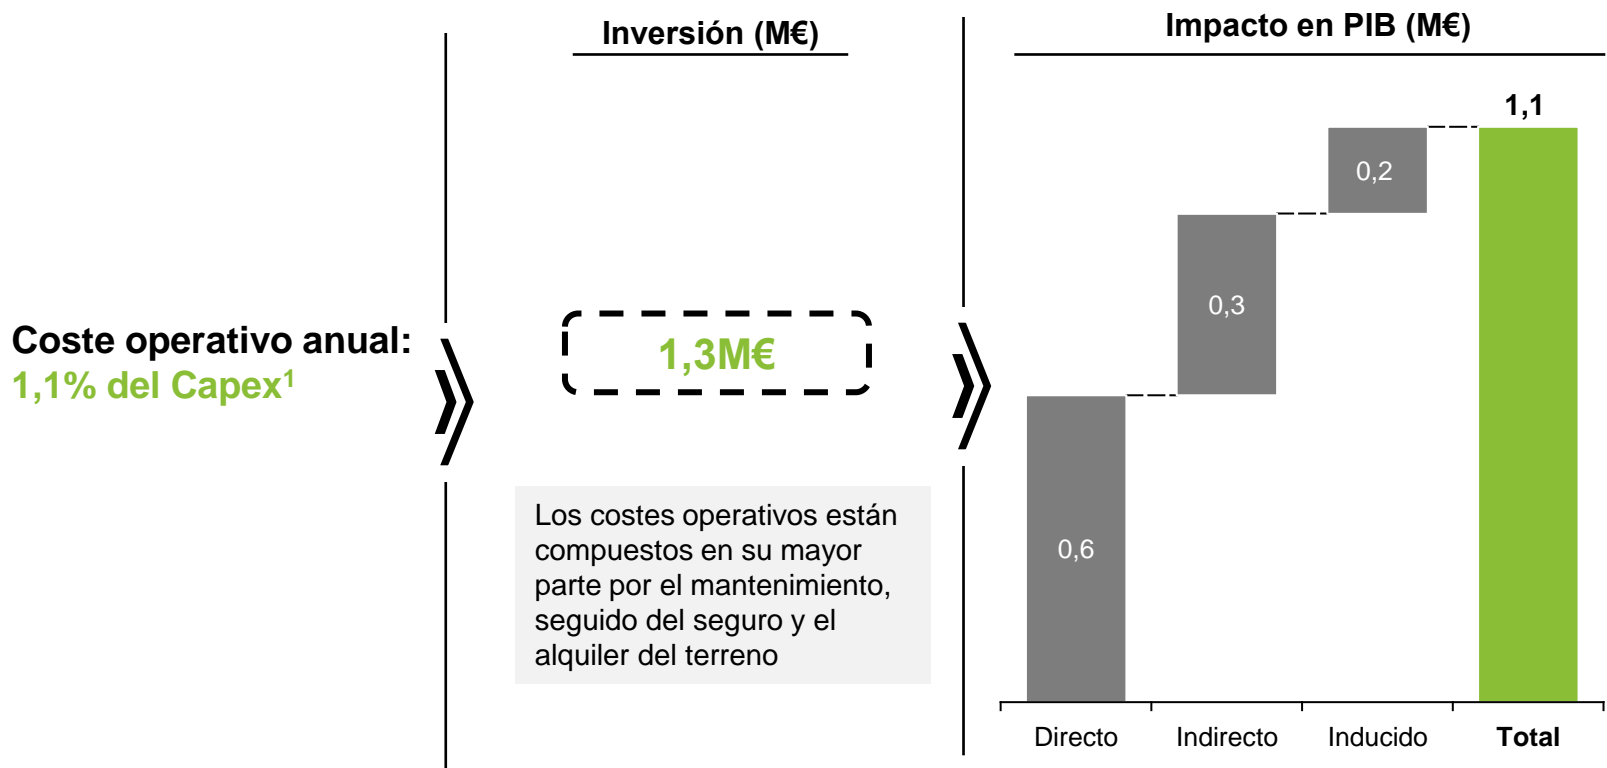 Coste operativo anual:
1,1% del Capex¹
Inversión (M€)
1,3M€
Los costes operativos están
compuestos en su mayor
parte por el mantenimiento,
seguido del seguro y el
alquiler del terreno
Impacto en PIB (M€)
1,1
0,2
0,3
0,6
Directo Indirecto Inducido Total